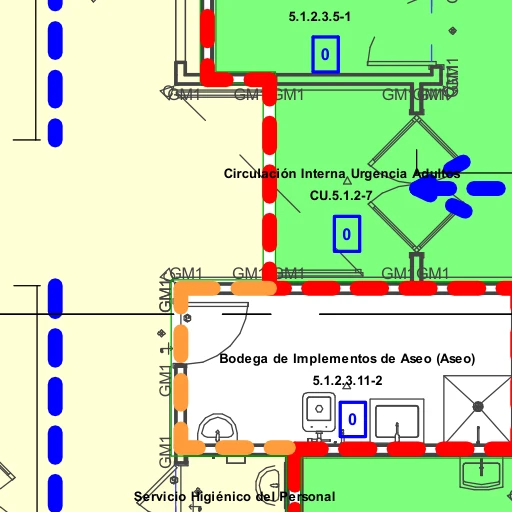 5.1.2.3.5-1
0
GM1 GM1 GM1 GM1 GM1 GM1
Circulación Interna Urgencia Adultos
CU.5.1.2-7
0
GM1 GM1 GM1 GM1 GM1
GM1
Bodega de Implementos de Aseo (Aseo)
5.1.2.3.11-2
GM1
0
GM1
Servicio Higiénico del Personal